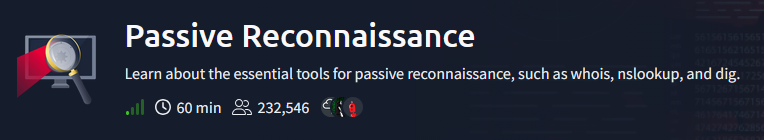 Passive Reconnaissance
Learn about the essential tools for passive reconnaissance, such as whois, nslookup, and dig.
60 min 232,546